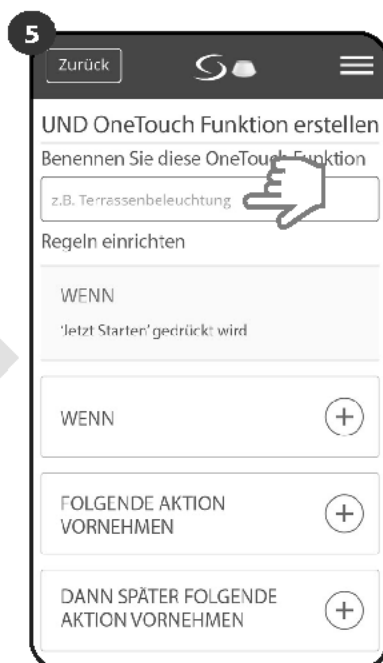 5
Zurück
UND OneTouch Funktion erstellen
Benennen Sie diese OneTouch Funktion
z.B. Terrassenbeleuchtung
Regeln einrichten
WENN
'Jetzt Starten' gedrückt wird
WENN
FOLGENDE AKTION
VORNEHMEN
DANN SPÄTER FOLGENDE
AKTION VORNEHMEN